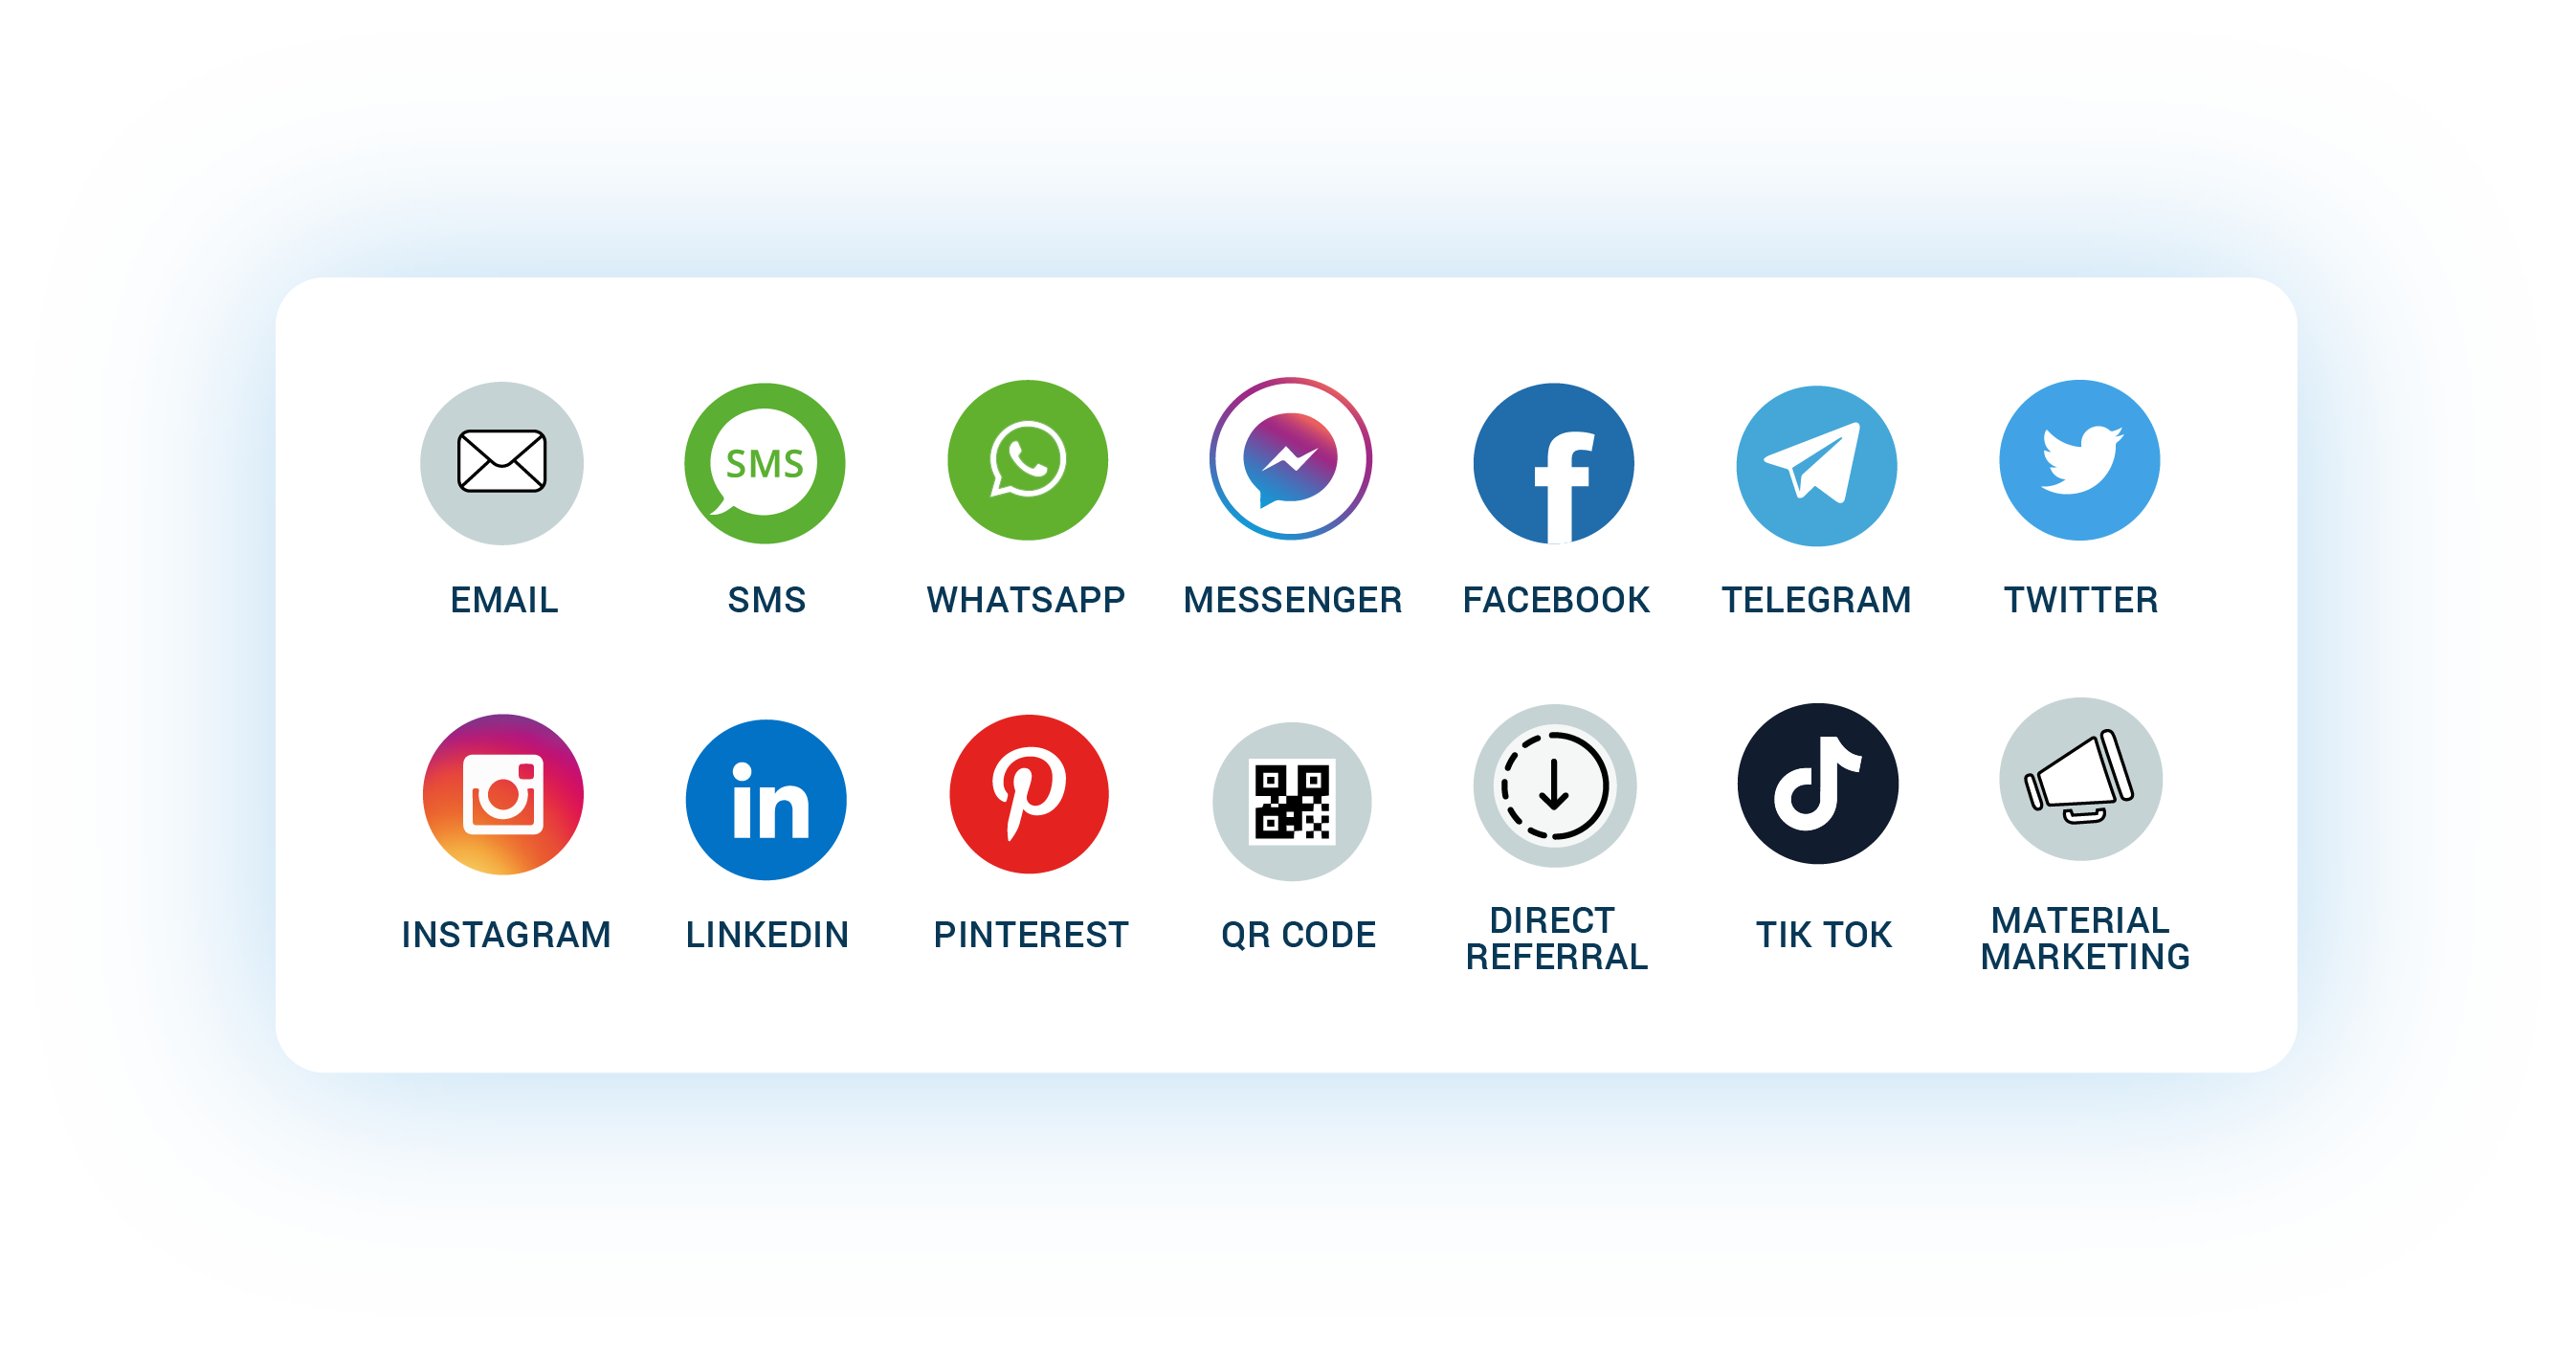 SMS
EMAIL
SMS
WHATSAPP
MESSENGER
FACEBOOK
TELEGRAM
TWITTER
in
INSTAGRAM
LINKEDIN
PINTEREST
QR CODE
DIRECT
REFERRAL
TIK TOK
MATERIAL
MARKETING